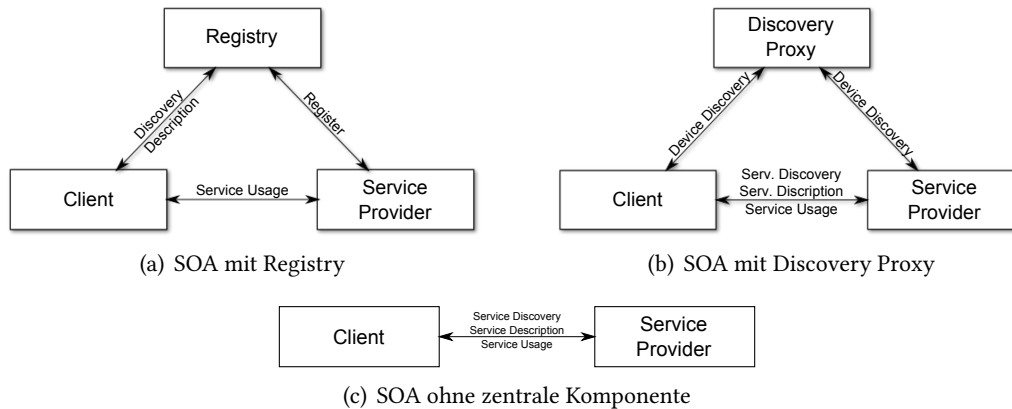 Registry
Discovery
Description
Register
Client
Service Usage
Service
Provider
(a) SOA mit Registry
Discovery
Proxy
Device Discovery
Device Discovery
Client
Serv. Discovery
Serv. Discription
Service Usage
Service
Provider
(b) SOA mit Discovery Proxy
Client
Service Discovery
Service Description
Service Usage
Service
Provider
(c) SOA ohne zentrale Komponente